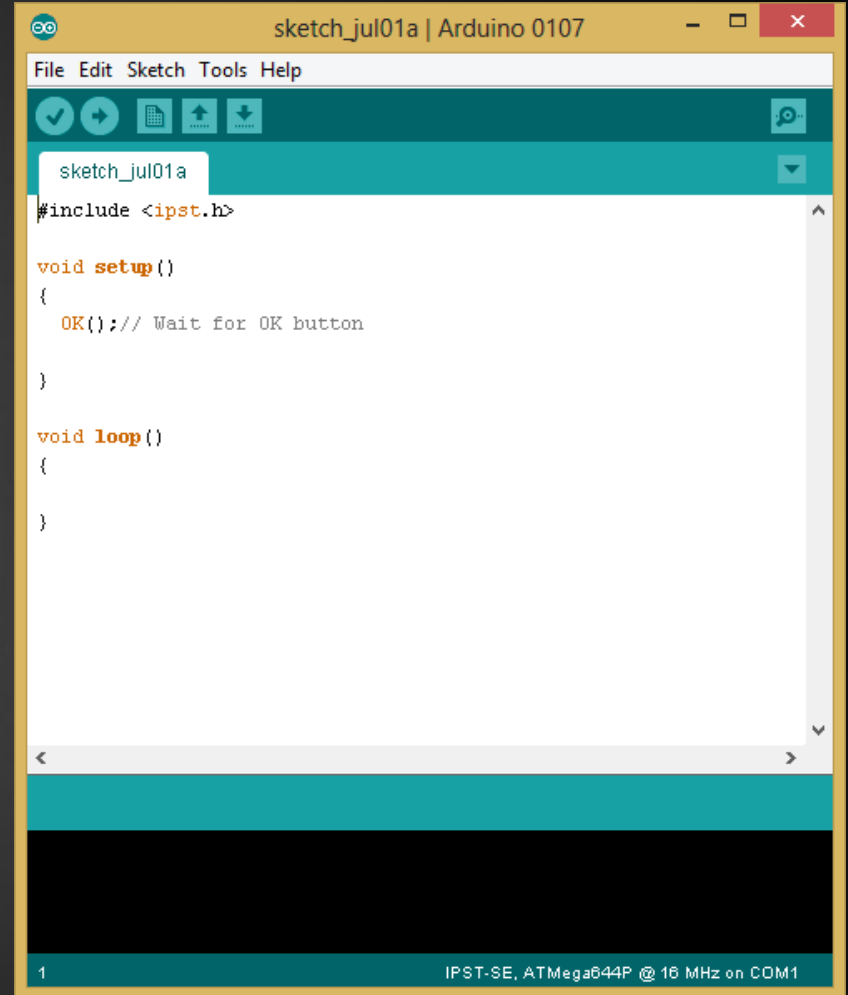 sketch_jul01a | Arduino 0107
File Edit Sketch Tools Help
sketch_jul01a
#include <ipst.h>
void setup()
{
OK();// Wait for OK button
}
void loop()
{
}
1 IPST-SE, ATMega644P @ 16 MHz on COM1